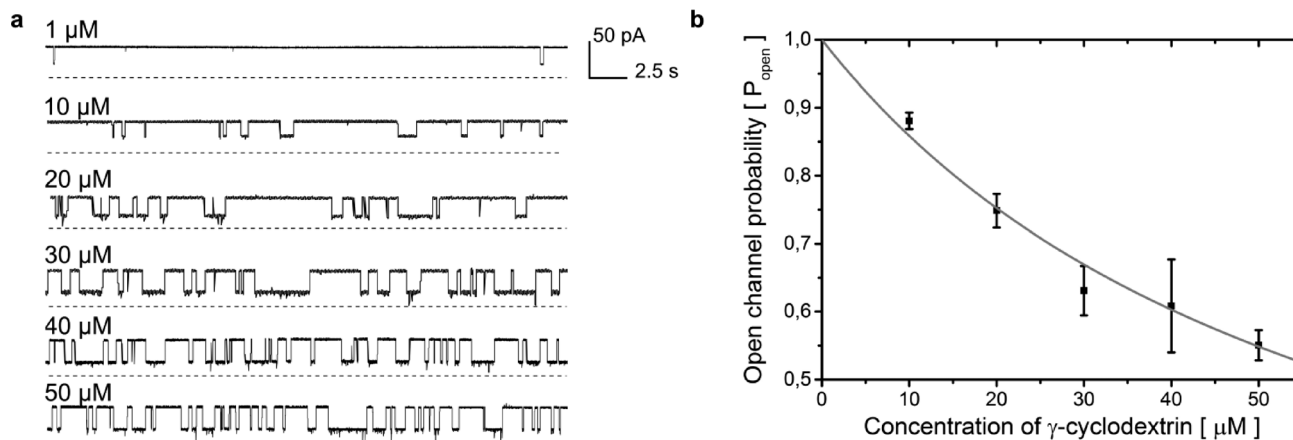 a
1 μM
50 pA
2.5 s
10 μM
20 μM
30 μM
40 μM
50 μM
b
Open channel probability [ P_open ]
1,0
0,9
0,8
0,7
0,6
0,5
0 10 20 30 40 50
Concentration of γ-cyclodextrin [ μM ]